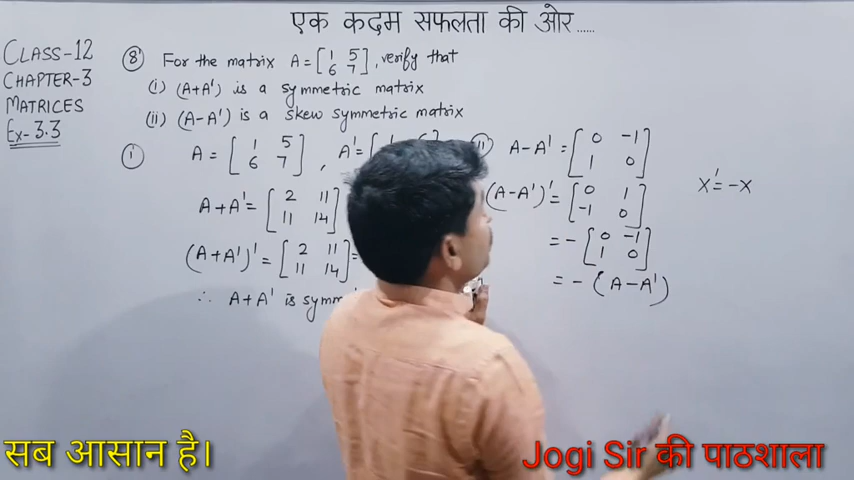 एक कदम सफलता की ओर......
CLASS-12
CHAPTER-3
MATRICES
Ex-3.3
⑧ For the matrix A = [1 5
6 7], verify that
(i) (A+A') is a symmetric matrix
(ii) (A-A') is a skew symmetric matrix
ⓘ A = [1 5
6 7], A' = [1 6
A+A' = [2 11
11 14]
(A+A')' = [2 11
11 14] =
∴ A+A' is symm
A-A' = [0 -1
1 0]
(A-A')' = [0 1
-1 0]
= - [0 -1
1 0]
= - (A-A')
X' = -X
सब आसान है।
Jogi Sir की पाठशाला